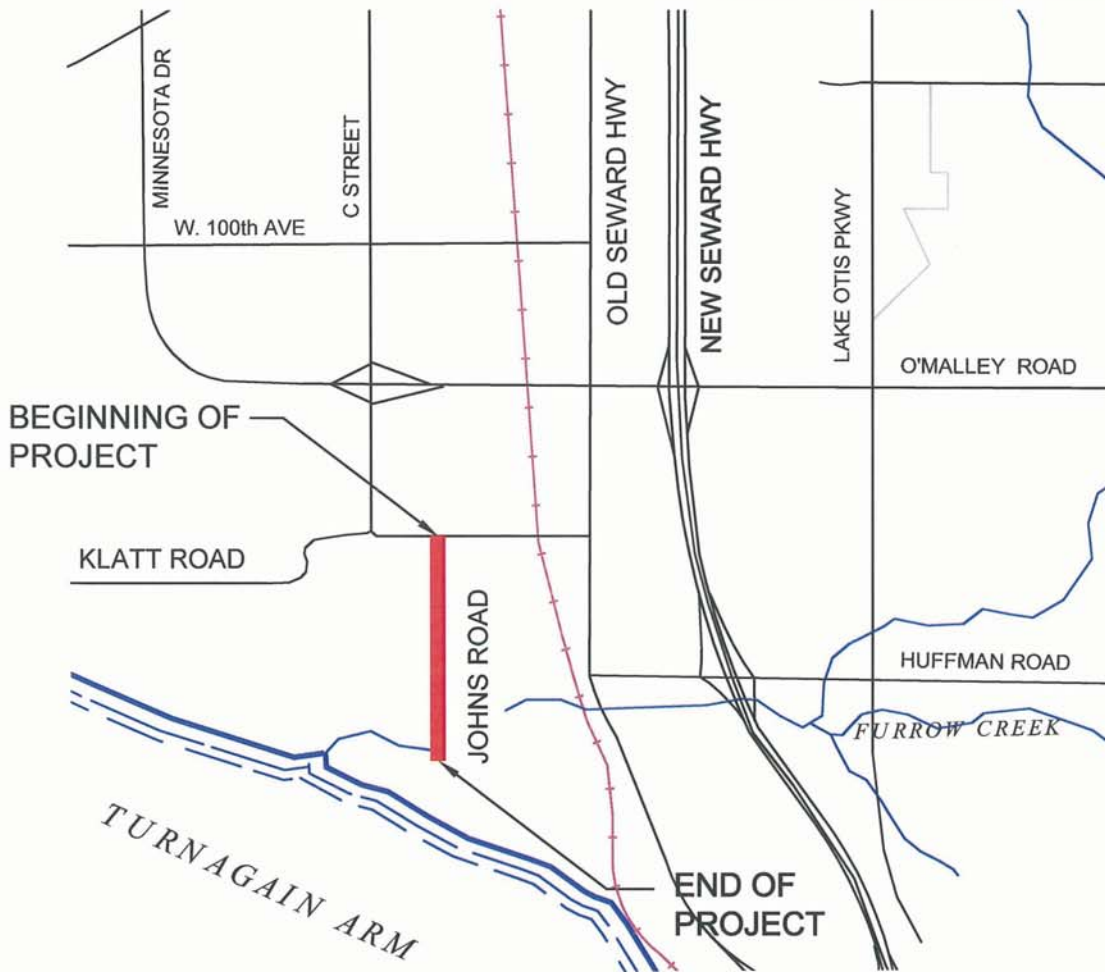 MINNESOTA DR
C STREET
W. 100th AVE
OLD SEWARD HWY
NEW SEWARD HWY
LAKE OTIS PKWY
O'MALLEY ROAD
BEGINNING OF
PROJECT
KLATT ROAD
JOHNS ROAD
HUFFMAN ROAD
FURROW CREEK
TURNAGAIN ARM
END OF
PROJECT